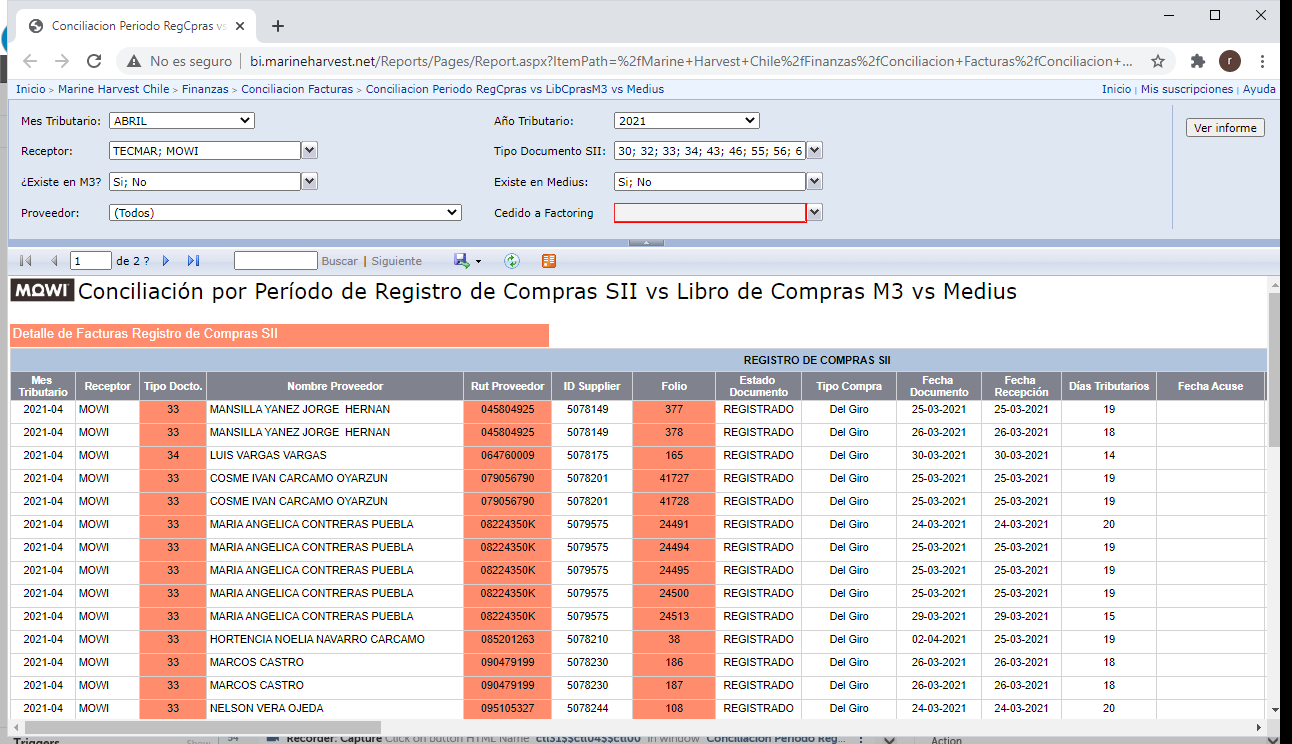 Conciliacion Periodo RegCpras vs
No es seguro | bi.marineharvest.net/Reports/Pages/Report.aspx?ItemPath=%2fMarine+Harvest+Chile%2fFinanzas%2fConciliacion+Facturas%2fConciliacion+...
r
Inicio > Marine Harvest Chile > Finanzas > Conciliacion Facturas > Conciliacion Periodo RegCpras vs LibCprasM3 vs Medius Inicio | Mis suscripciones | Ayuda
Mes Tributario: ABRIL Año Tributario: 2021 Ver informe
Receptor: TECMAR; MOWI Tipo Documento SII: 30; 32; 33; 34; 43; 46; 55; 56; 6
¿Existe en M3? Si; No Existe en Medius: Si; No
Proveedor: (Todos) Cedido a Factoring
1 de 2 ? Buscar | Siguiente
MOWI Conciliación por Período de Registro de Compras SII vs Libro de Compras M3 vs Medius
Detalle de Facturas Registro de Compras SII
REGISTRO DE COMPRAS SII
Mes Tributario Receptor Tipo Docto. Nombre Proveedor Rut Proveedor ID Supplier Folio Estado Documento Tipo Compra Fecha Documento Fecha Recepción Días Tributarios Fecha Acuse
2021-04 MOWI 33 MANSILLA YANEZ JORGE HERNAN 045804925 5078149 377 REGISTRADO Del Giro 25-03-2021 25-03-2021 19
2021-04 MOWI 33 MANSILLA YANEZ JORGE HERNAN 045804925 5078149 378 REGISTRADO Del Giro 26-03-2021 26-03-2021 18
2021-04 MOWI 34 LUIS VARGAS VARGAS 064760009 5078175 165 REGISTRADO Del Giro 30-03-2021 30-03-2021 14
2021-04 MOWI 33 COSME IVAN CARCAMO OYARZUN 079056790 5078201 41727 REGISTRADO Del Giro 25-03-2021 25-03-2021 19
2021-04 MOWI 33 COSME IVAN CARCAMO OYARZUN 079056790 5078201 41728 REGISTRADO Del Giro 25-03-2021 25-03-2021 19
2021-04 MOWI 33 MARIA ANGELICA CONTRERAS PUEBLA 08224350K 5079575 24491 REGISTRADO Del Giro 24-03-2021 24-03-2021 20
2021-04 MOWI 33 MARIA ANGELICA CONTRERAS PUEBLA 08224350K 5079575 24494 REGISTRADO Del Giro 25-03-2021 25-03-2021 19
2021-04 MOWI 33 MARIA ANGELICA CONTRERAS PUEBLA 08224350K 5079575 24495 REGISTRADO Del Giro 25-03-2021 25-03-2021 19
2021-04 MOWI 33 MARIA ANGELICA CONTRERAS PUEBLA 08224350K 5079575 24500 REGISTRADO Del Giro 25-03-2021 25-03-2021 19
2021-04 MOWI 33 MARIA ANGELICA CONTRERAS PUEBLA 08224350K 5079575 24513 REGISTRADO Del Giro 29-03-2021 29-03-2021 15
2021-04 MOWI 33 HORTENCIA NOELIA NAVARRO CARCAMO 085201263 5078210 38 REGISTRADO Del Giro 02-04-2021 25-03-2021 19
2021-04 MOWI 33 MARCOS CASTRO 090479199 5078230 186 REGISTRADO Del Giro 26-03-2021 26-03-2021 18
2021-04 MOWI 33 MARCOS CASTRO 090479199 5078230 187 REGISTRADO Del Giro 26-03-2021 26-03-2021 18
2021-04 MOWI 33 NELSON VERA OJEDA 095105327 5078244 108 REGISTRADO Del Giro 24-03-2021 24-03-2021 20
Triggers Show 54 Recorder: Capture Click on button HTML Name "ctl31$$ctl04$$ctl00" in window "Conciliacion Periodo Reg... Action